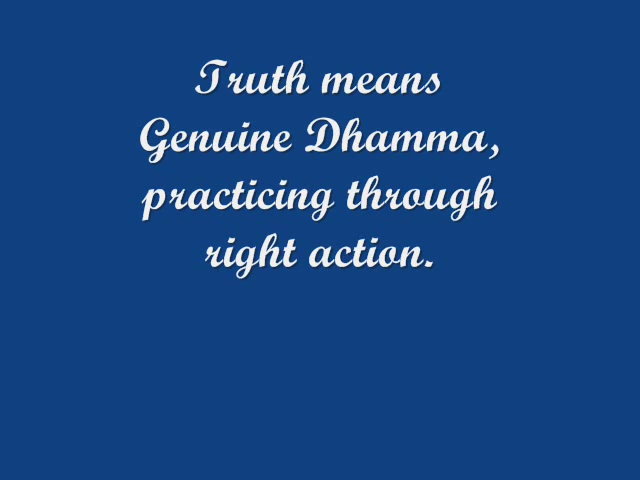 Truth means
Genuine Dhamma,
practicing through
right action.